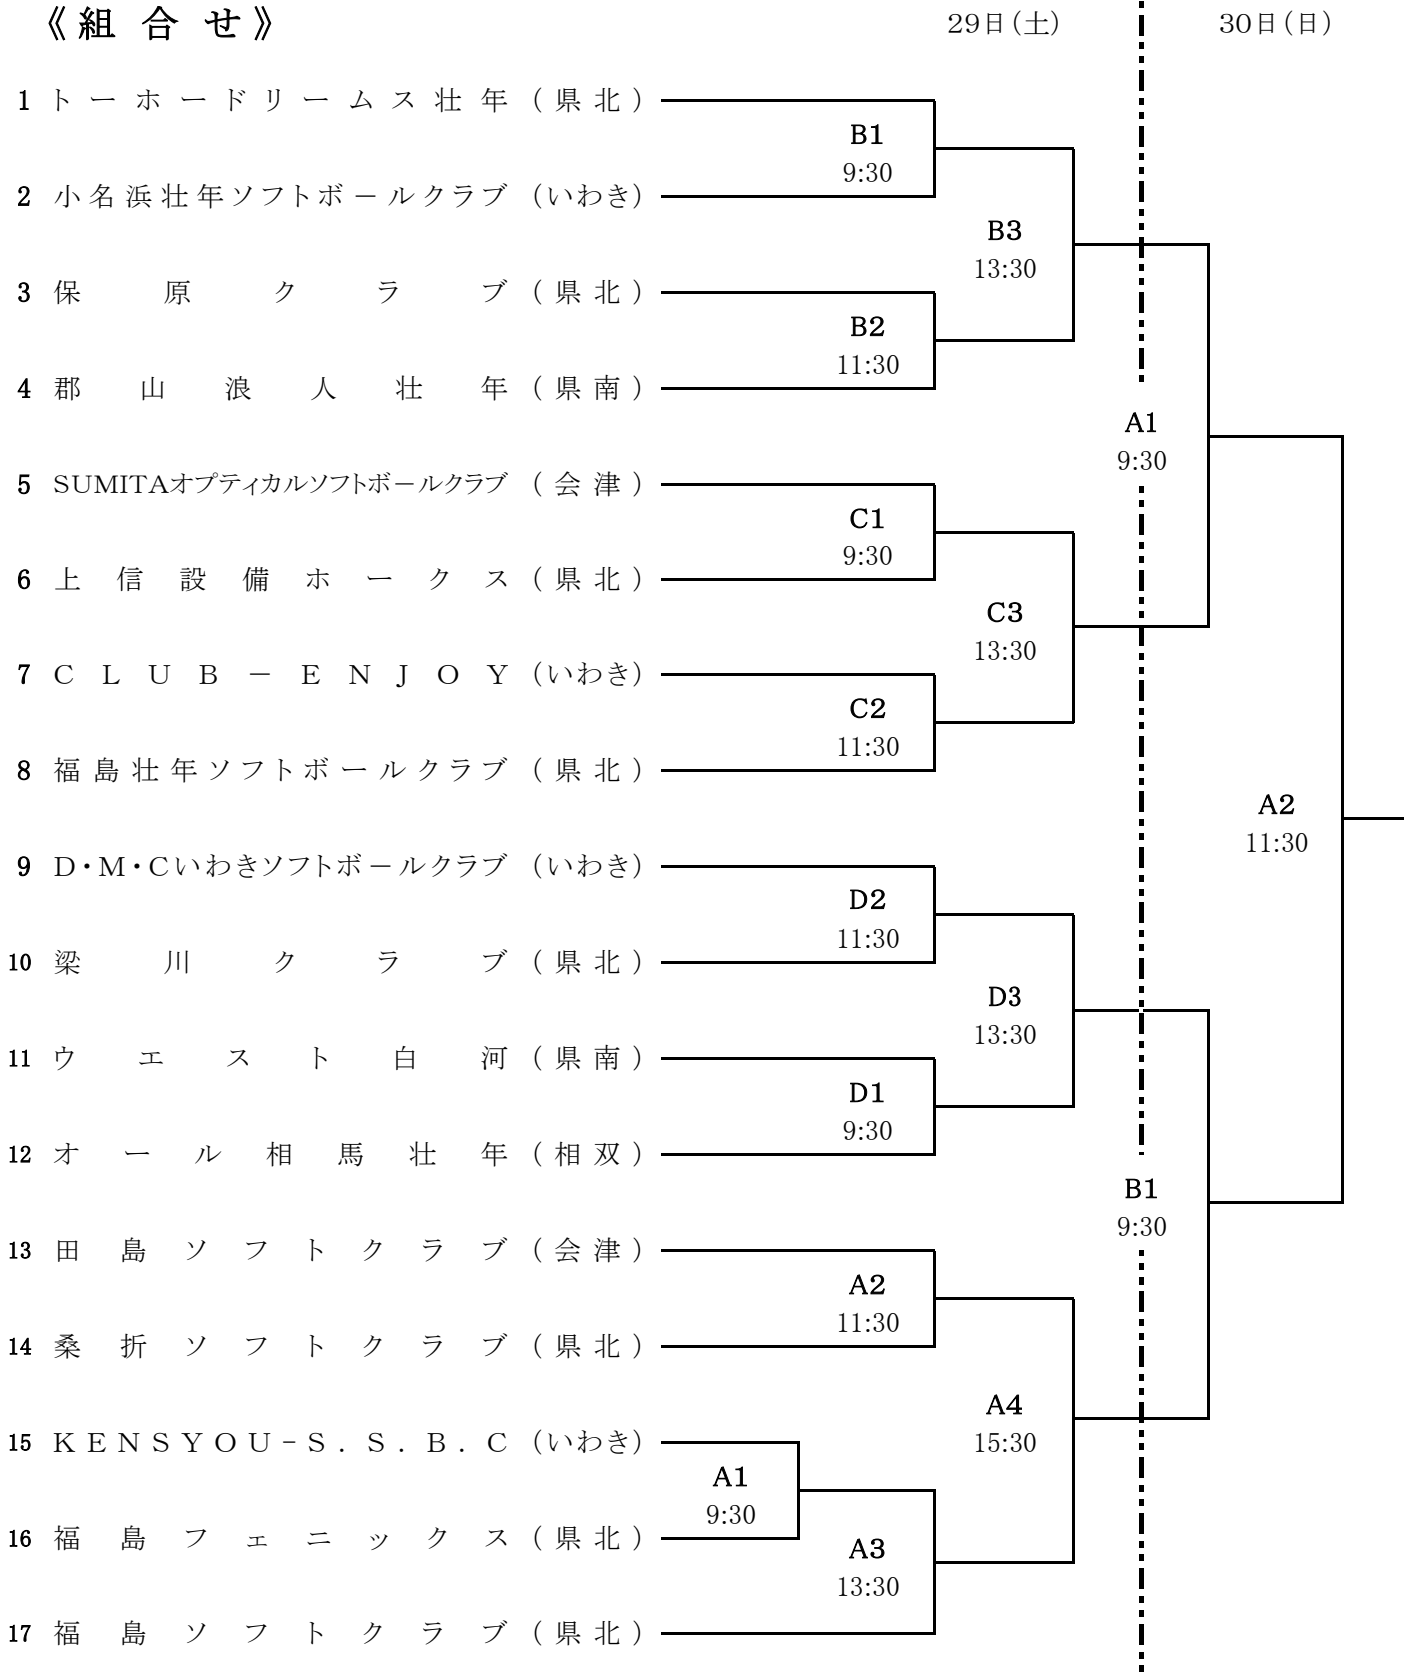 《組合せ》 29日(土) 30日(日)
1 トーホードリームス壮年 (県北)
B1
9:30
2 小名浜壮年ソフトボールクラブ (いわき)
B3
13:30
3 保原クラブ (県北)
B2
11:30
4 郡山浪人壮年 (県南)
A1
9:30
5 SUMITAオプティカルソフトボールクラブ (会津)
C1
9:30
6 上信設備ホークス (県北)
C3
13:30
7 CLUB－ENJOY (いわき)
C2
11:30
8 福島壮年ソフトボールクラブ (県北)
A2
11:30
9 D・M・Cいわきソフトボールクラブ (いわき)
D2
11:30
10 梁川クラブ (県北)
D3
13:30
11 ウエスト白河 (県南)
D1
9:30
12 オール相馬壮年 (相双)
B1
9:30
13 田島ソフトクラブ (会津)
A2
11:30
14 桑折ソフトクラブ (県北)
A4
15:30
15 KENSYOU-S.S.B.C (いわき)
A1
9:30
16 福島フェニックス (県北)
A3
13:30
17 福島ソフトクラブ (県北)